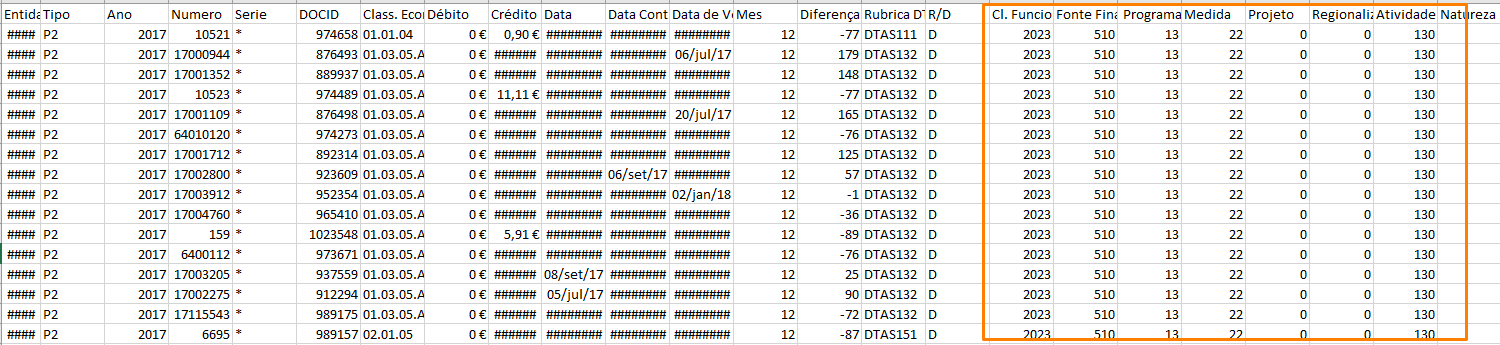 Entida Tipo Ano Numero Serie DOCID Class. Econ Débito Crédito Data Data Cont Data de Ve Mes Diferença Rubrica DT R/D Cl. Funcio Fonte Fina Programa Medida Projeto Regionaliz Atividade Natureza
#### P2 2017 10521 * 974658 01.01.04 0 € 0,90 € ######## ######## ######## 12 -77 DTAS111 D 2023 510 13 22 0 0 130
#### P2 2017 17000944 * 876493 01.03.05.A 0 € ###### ######## ######## 06/jul/17 12 179 DTAS132 D 2023 510 13 22 0 0 130
#### P2 2017 17001352 * 889937 01.03.05.A 0 € ###### ######## ######## ######## 12 148 DTAS132 D 2023 510 13 22 0 0 130
#### P2 2017 10523 * 974489 01.03.05.A 0 € 11,11 € ######## ######## ######## 12 -77 DTAS132 D 2023 510 13 22 0 0 130
#### P2 2017 17001109 * 876498 01.03.05.A 0 € ###### ######## ######## 20/jul/17 12 165 DTAS132 D 2023 510 13 22 0 0 130
#### P2 2017 64010120 * 974273 01.03.05.A 0 € ###### ######## ######## ######## 12 -76 DTAS132 D 2023 510 13 22 0 0 130
#### P2 2017 17001712 * 892314 01.03.05.A 0 € ###### ######## ######## ######## 12 125 DTAS132 D 2023 510 13 22 0 0 130
#### P2 2017 17002800 * 923609 01.03.05.A 0 € ###### ######## 06/set/17 ######## 12 57 DTAS132 D 2023 510 13 22 0 0 130
#### P2 2017 17003912 * 952354 01.03.05.A 0 € ###### ######## ######## 02/jan/18 12 -1 DTAS132 D 2023 510 13 22 0 0 130
#### P2 2017 17004760 * 965410 01.03.05.A 0 € ###### ######## ######## ######## 12 -36 DTAS132 D 2023 510 13 22 0 0 130
#### P2 2017 159 * 1023548 01.03.05.A 0 € 5,91 € ######## ######## ######## 12 -89 DTAS132 D 2023 510 13 22 0 0 130
#### P2 2017 6400112 * 973671 01.03.05.A 0 € ###### ######## ######## ######## 12 -76 DTAS132 D 2023 510 13 22 0 0 130
#### P2 2017 17003205 * 937559 01.03.05.A 0 € ###### 08/set/17 ######## ######## 12 25 DTAS132 D 2023 510 13 22 0 0 130
#### P2 2017 17002275 * 912294 01.03.05.A 0 € ###### 05/jul/17 ######## ######## 12 90 DTAS132 D 2023 510 13 22 0 0 130
#### P2 2017 17115543 * 989175 01.03.05.A 0 € ###### ######## ######## ######## 12 -72 DTAS132 D 2023 510 13 22 0 0 130
#### P2 2017 6695 * 989157 02.01.05 0 € ###### ######## ######## ######## 12 -87 DTAS151 D 2023 510 13 22 0 0 130